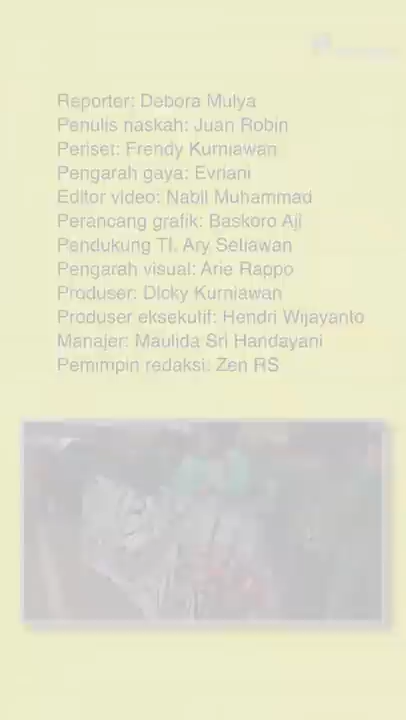 Reporter: Debora Mulya
Penulis naskah: Juan Robin
Periset: Frendy Kurniawan
Pengarah gaya: Evriani
Editor video: Nabil Muhammad
Perancang grafik: Baskoro Aji
Pendukung TI. Ary Setiawan
Pengarah visual: Arie Rappo
Produser: Dicky Kurniawan
Produser eksekutif: Hendri Wijayanto
Manajer: Maulida Sri Handayani
Pemimpin redaksi: Zen RS